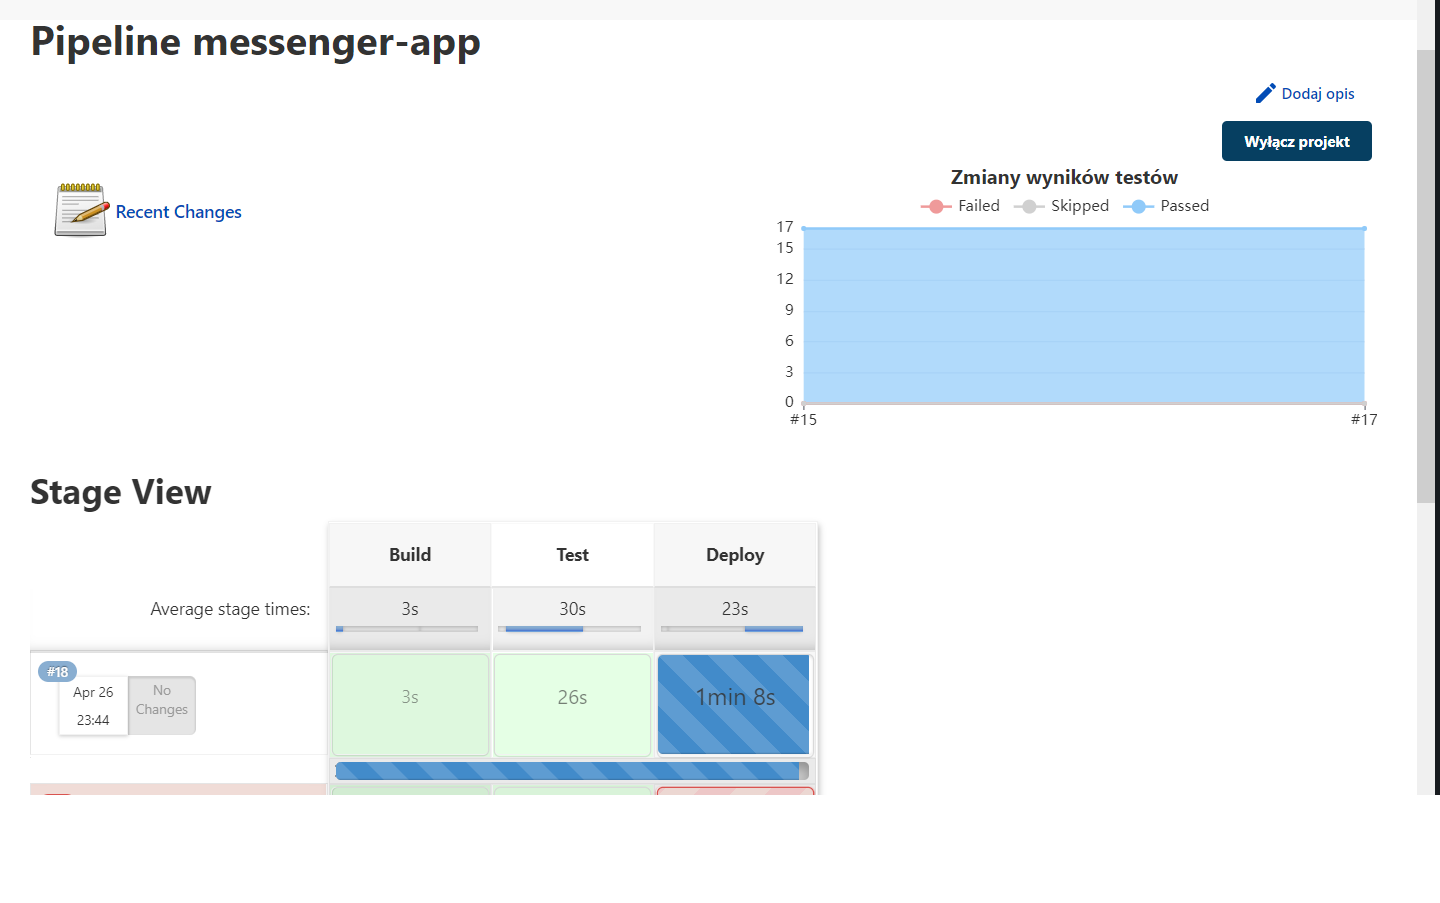 Pipeline messenger-app
Dodaj opis
Wyłącz projekt
Recent Changes
Zmiany wyników testów
Failed Skipped Passed
17
15
12
9
6
3
0
#15 #17
Stage View
Build Test Deploy
Average stage times: 3s 30s 23s
#18
Apr 26
23:44
No
Changes
3s 26s 1min 8s